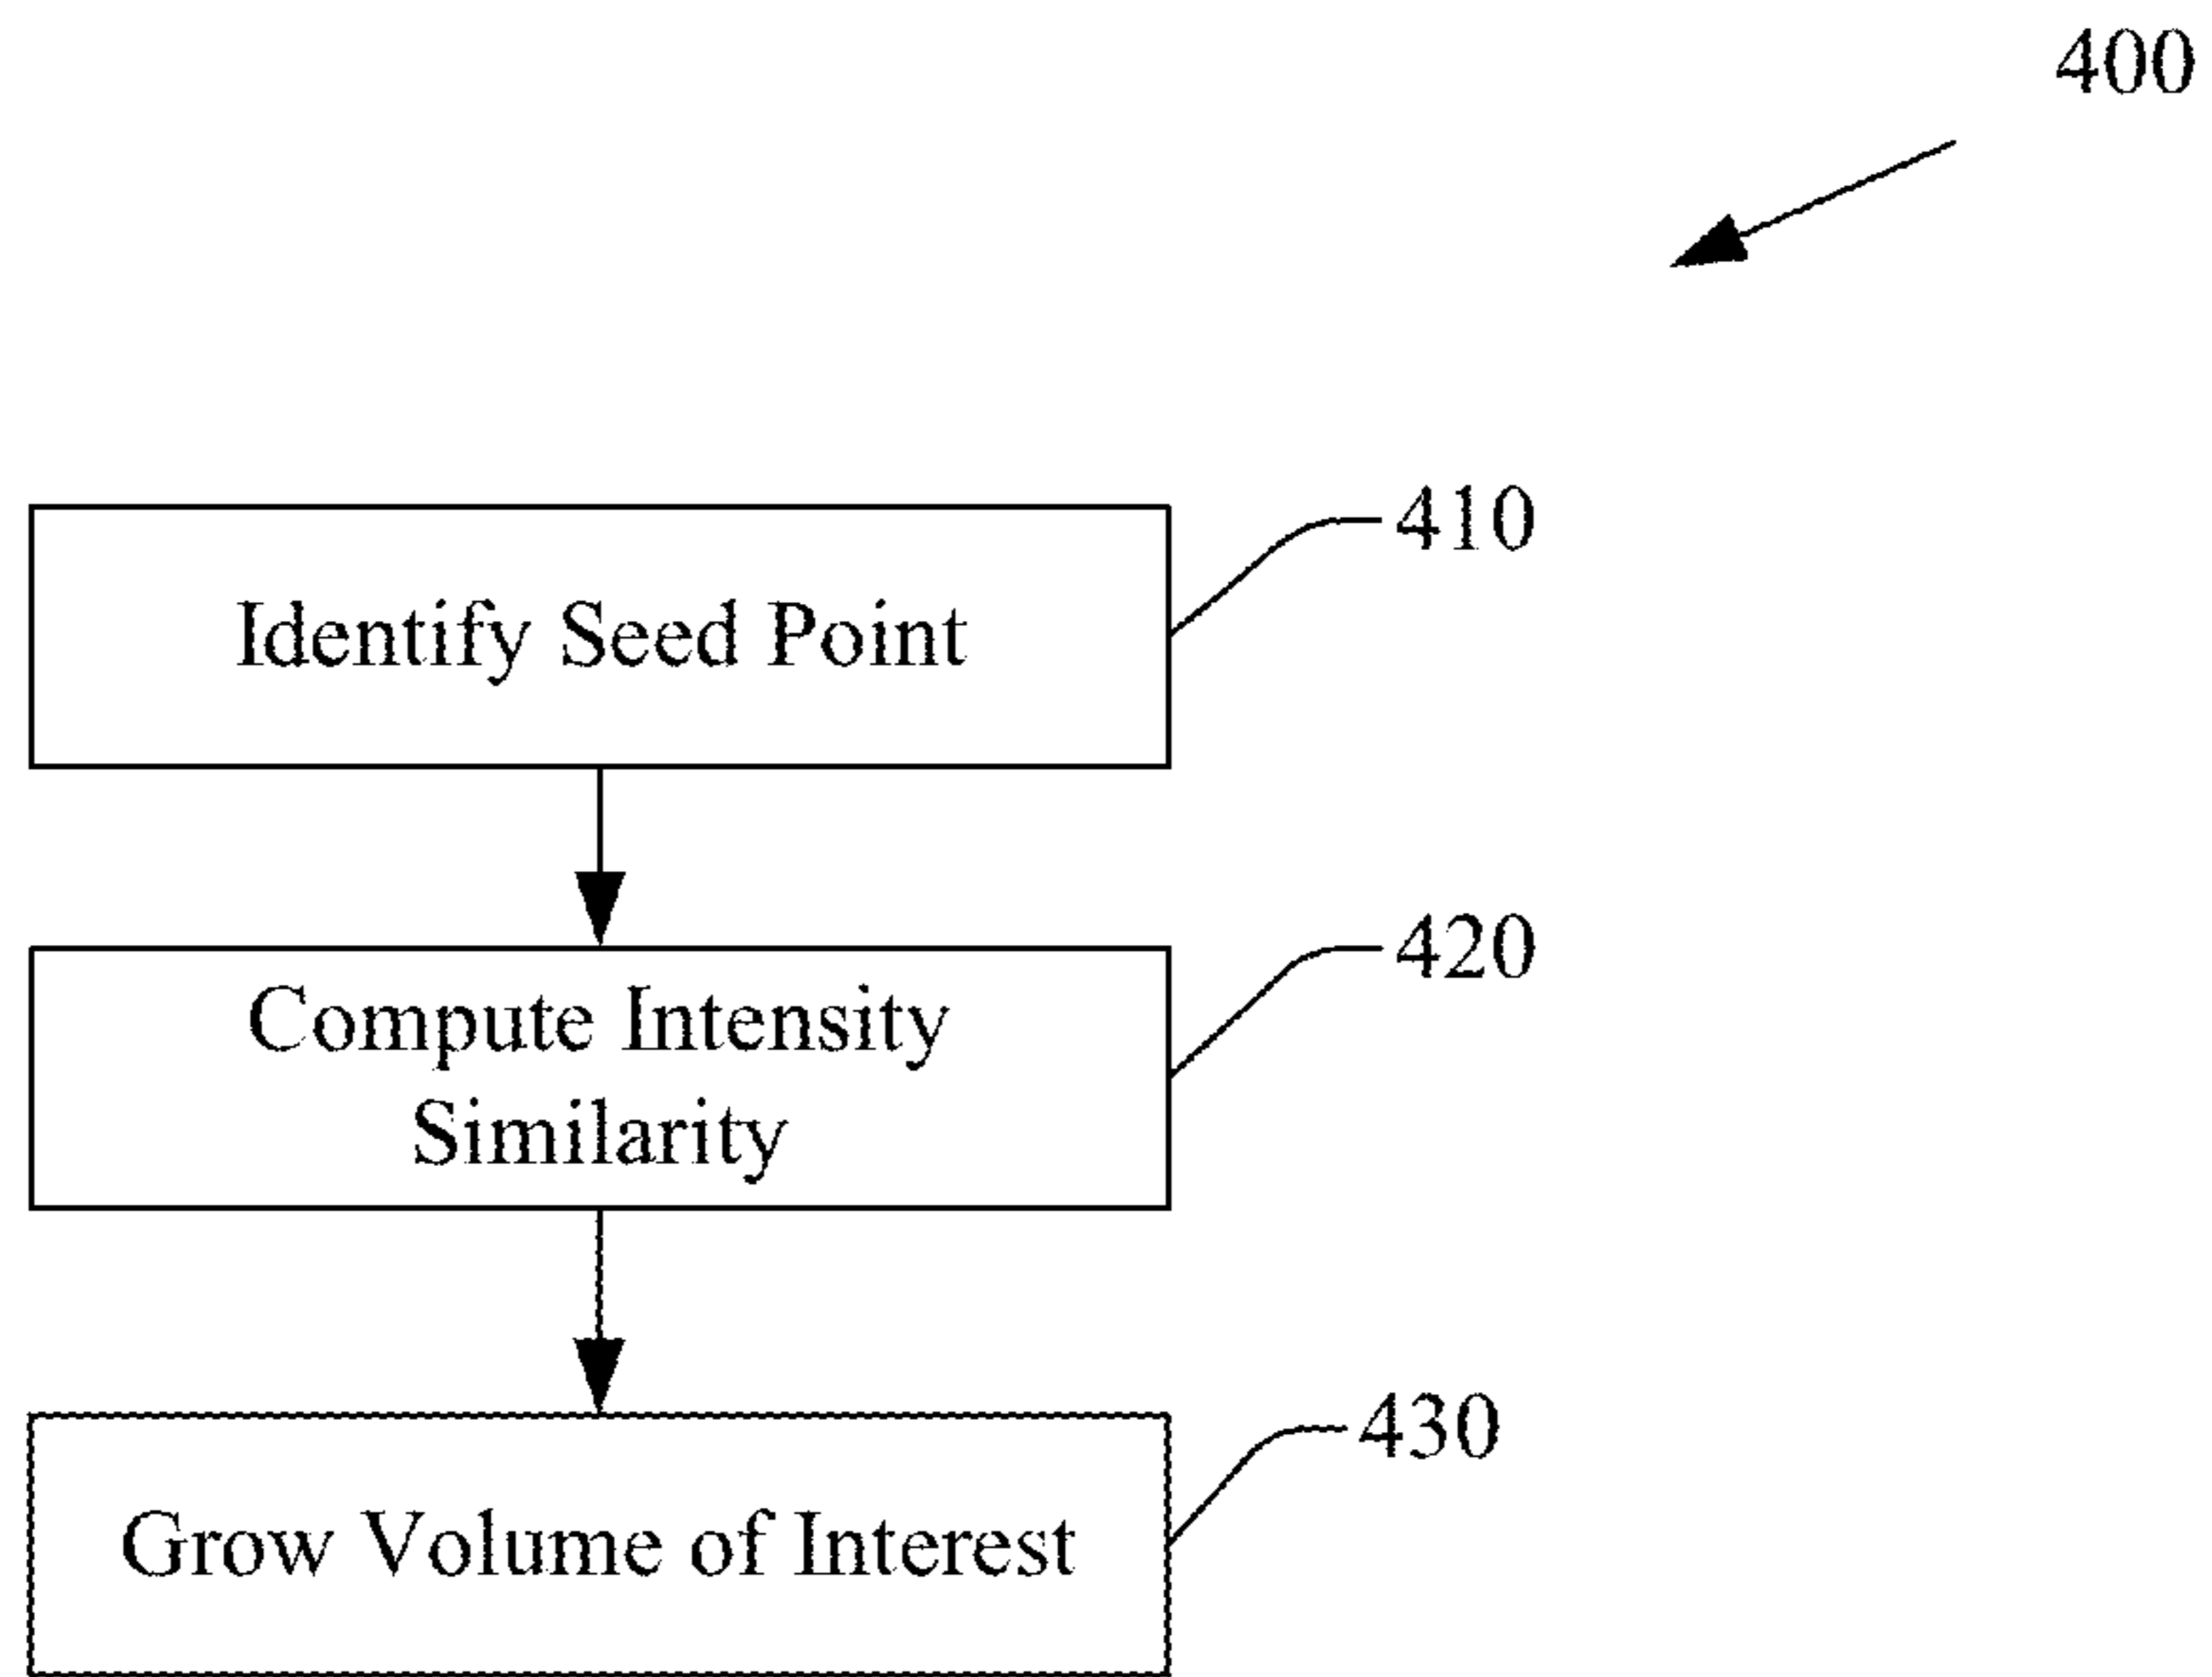 400
410
Identify Seed Point
420
Compute Intensity
Similarity
430
Grow Volume of Interest